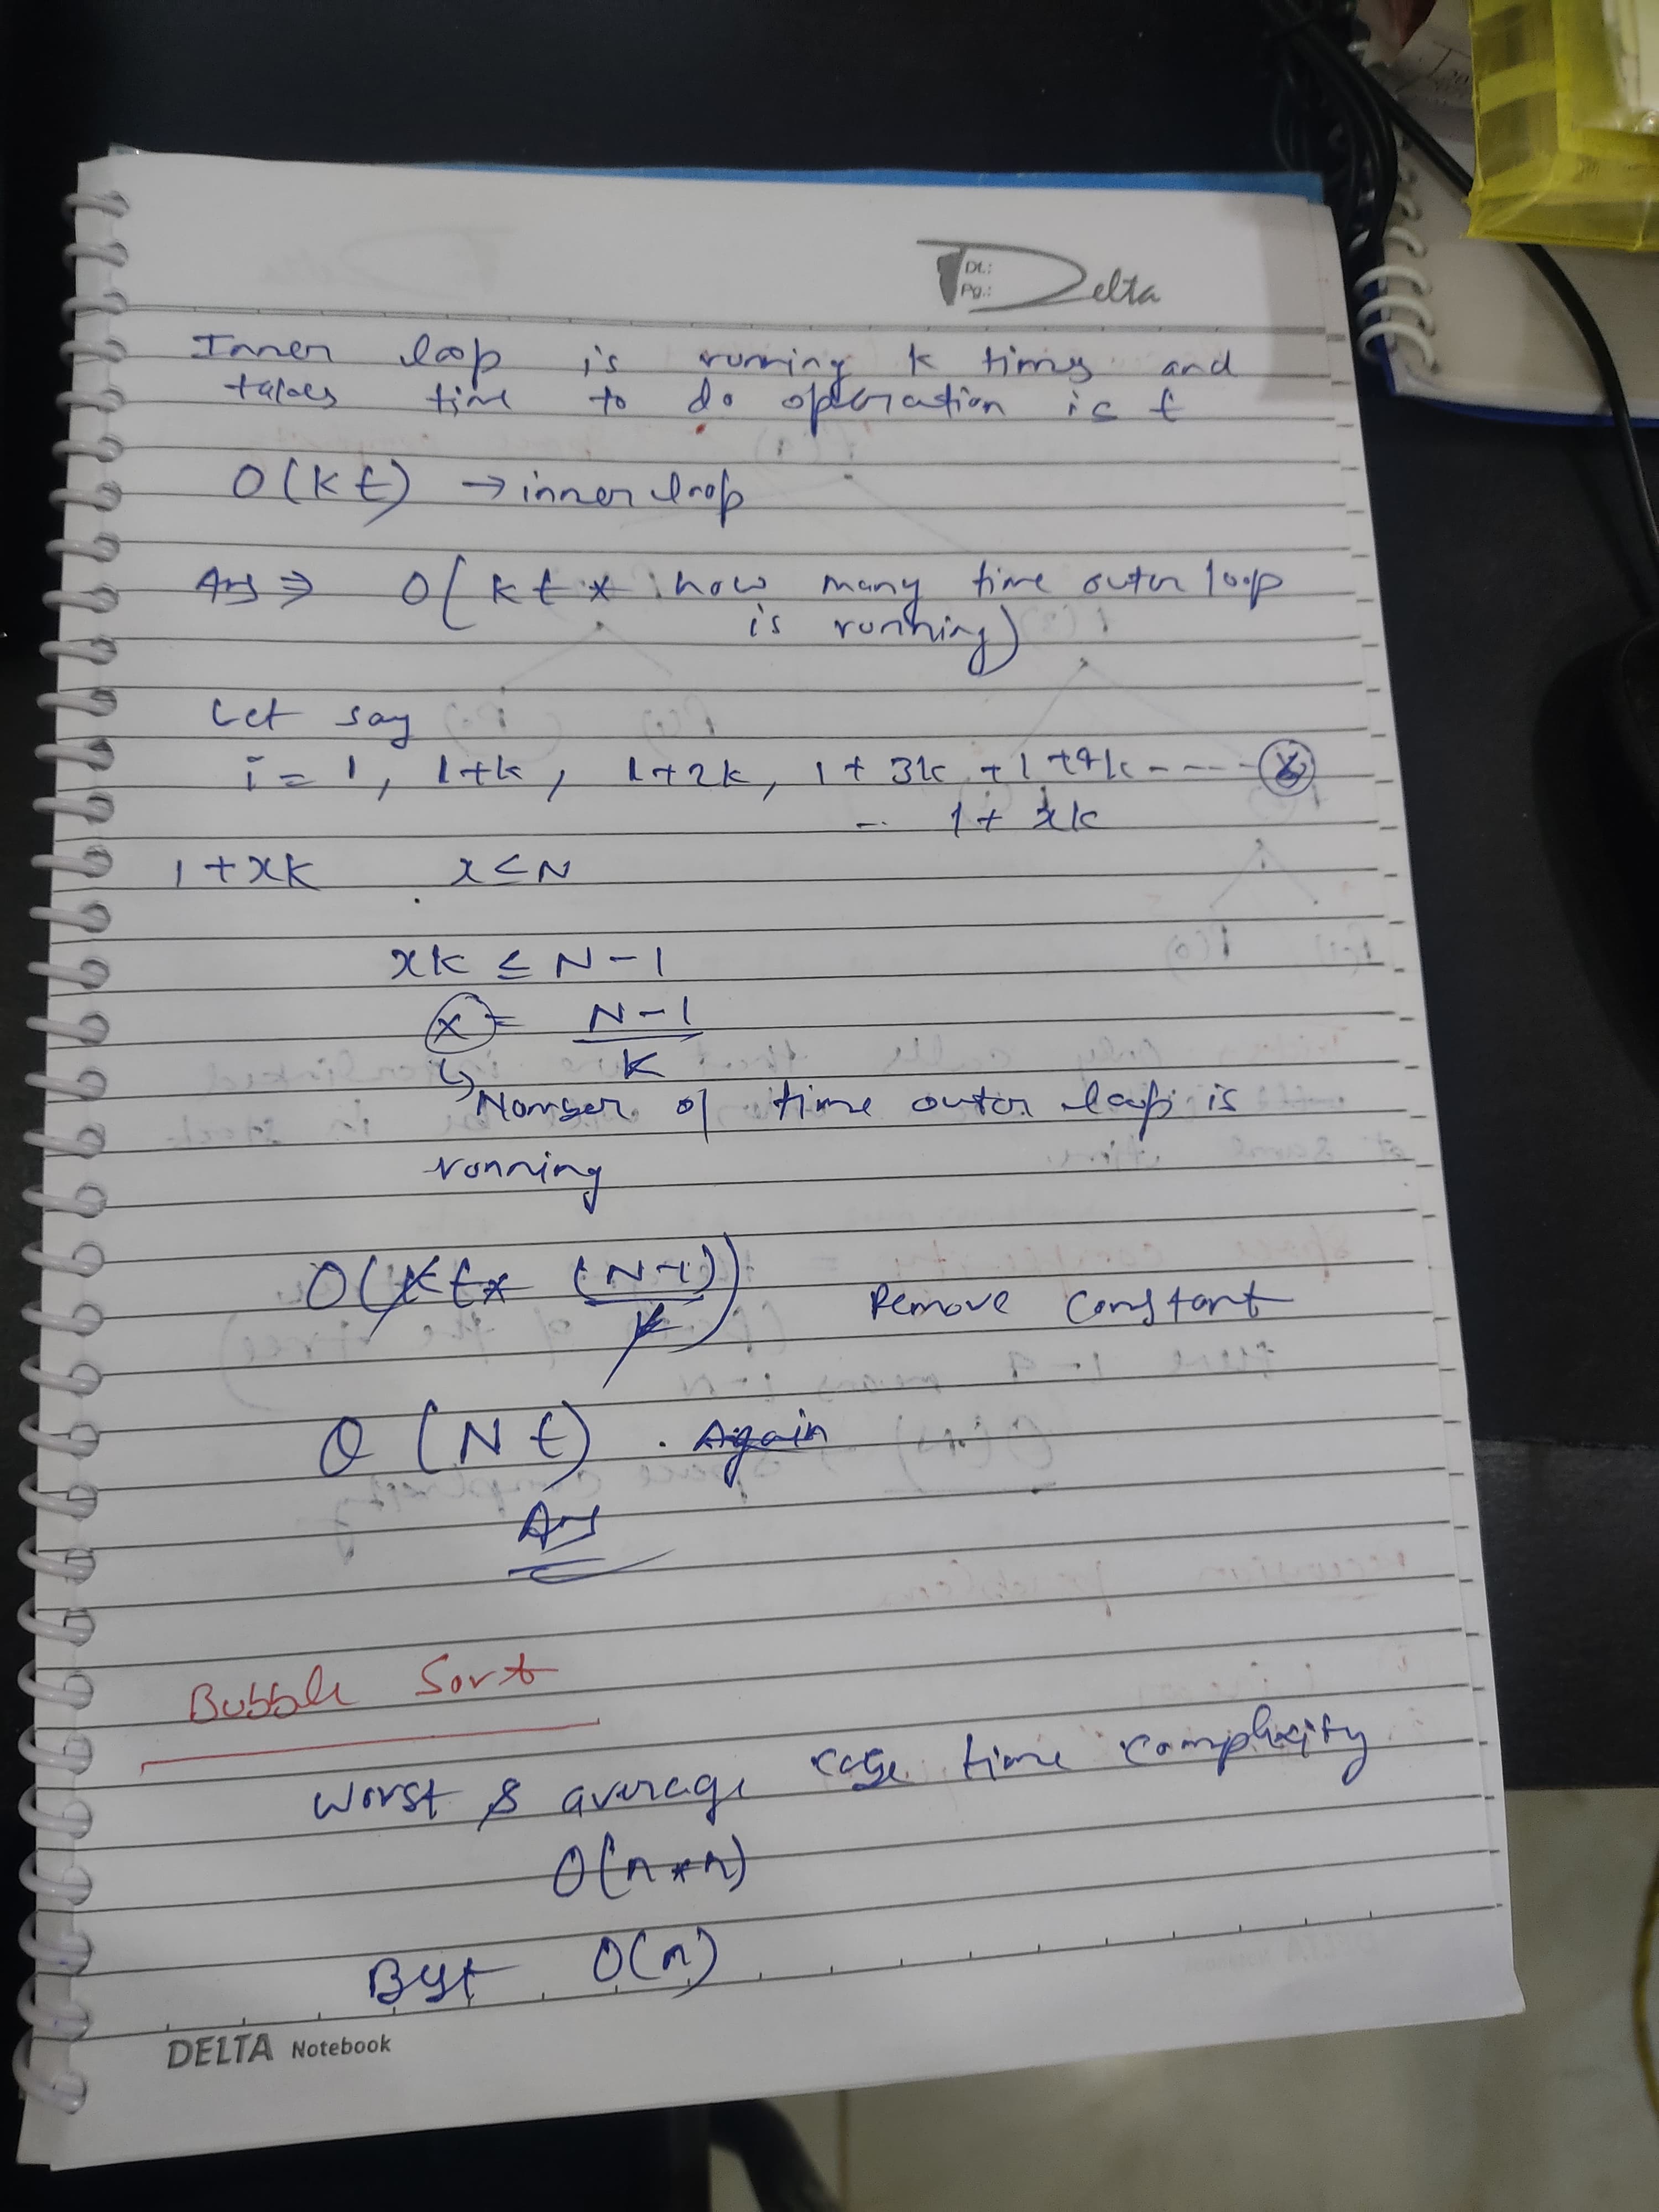 Dt.:
Pg.:
Delta
Inner loop is running k times and
takes time to do operation is t
O(kt) → inner loop
Ans ⇒ O(kt * how many time outer loop
is running)
Let say
i = 1, 1+k, 1+2k, 1+3k + 1+4k ----
-- 1+xk
1+xk x≤N
xk ≤ N-1
x = N-1
k
↳ Number of time outer loop is
running
O(kt* (N-1)
k) Remove constant
O(Nt). Again
Ans
Bubble Sort
Worst & average case time complexity
O(n*n)
Best O(n)
DELTA Notebook